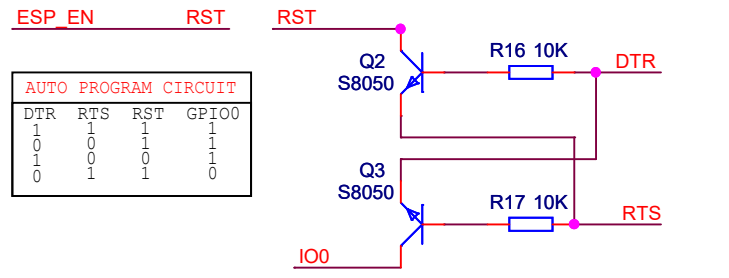 ESP_EN RST
RST
Q2
S8050
R16 10K
DTR
AUTO PROGRAM CIRCUIT
DTR RTS RST GPIO0
1 1 1 1
0 0 1 1
1 0 0 1
0 1 1 0
Q3
S8050
R17 10K
RTS
IO0